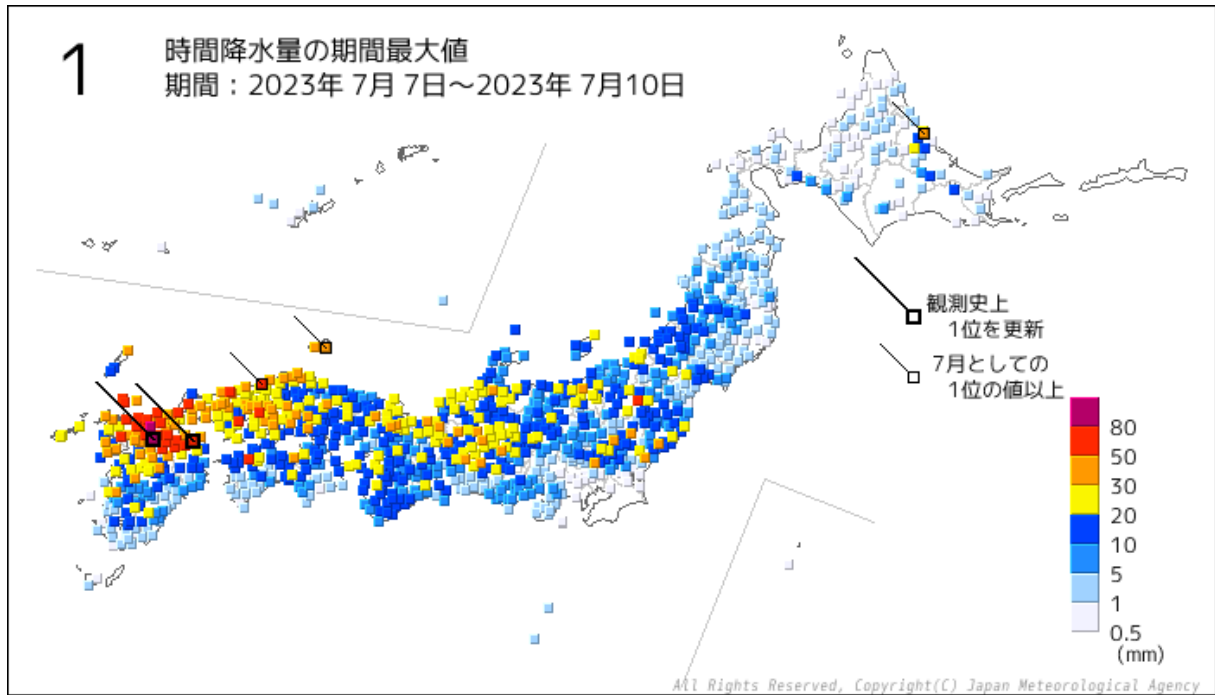 1
時間降水量の期間最大値
期間：2023年 7月 7日～2023年 7月10日
観測史上
1位を更新
7月としての
1位の値以上
80
50
30
20
10
5
1
0.5
(mm)
All Rights Reserved, Copyright(C) Japan Meteorological Agency